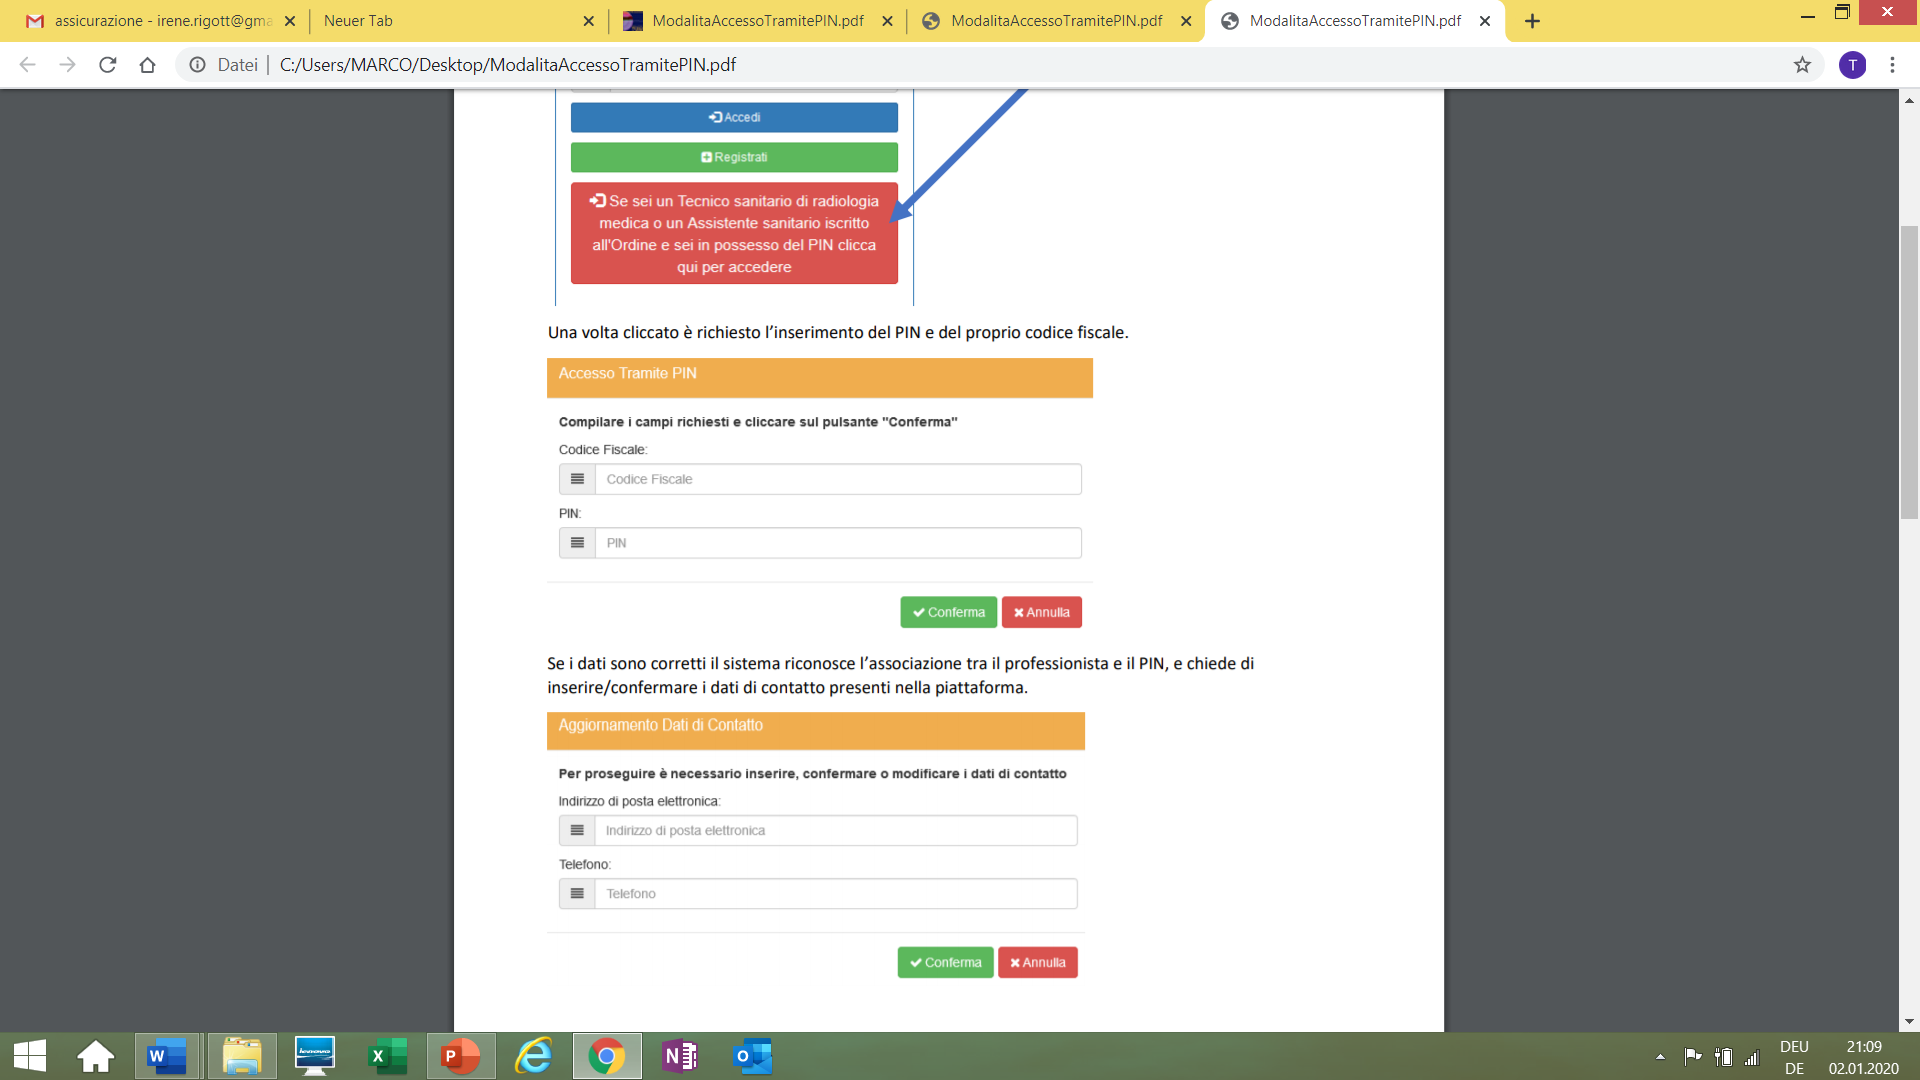 assicurazione - irene.rigott@gma
Neuer Tab
ModalitaAccessoTramitePIN.pdf
ModalitaAccessoTramitePIN.pdf
ModalitaAccessoTramitePIN.pdf
Datei
C:/Users/MARCO/Desktop/ModalitaAccessoTramitePIN.pdf
T
Accedi
Registrati
Se sei un Tecnico sanitario di radiologia
medica o un Assistente sanitario iscritto
all'Ordine e sei in possesso del PIN clicca
qui per accedere
Una volta cliccato è richiesto l’inserimento del PIN e del proprio codice fiscale.
Accesso Tramite PIN
Compilare i campi richiesti e cliccare sul pulsante "Conferma"
Codice Fiscale:
Codice Fiscale
PIN:
PIN
Conferma
Annulla
Se i dati sono corretti il sistema riconosce l’associazione tra il professionista e il PIN, e chiede di
inserire/confermare i dati di contatto presenti nella piattaforma.
Aggiornamento Dati di Contatto
Per proseguire è necessario inserire, confermare o modificare i dati di contatto
Indirizzo di posta elettronica:
Indirizzo di posta elettronica
Telefono:
Telefono
Conferma
Annulla
DEU
21:09
DE
02.01.2020